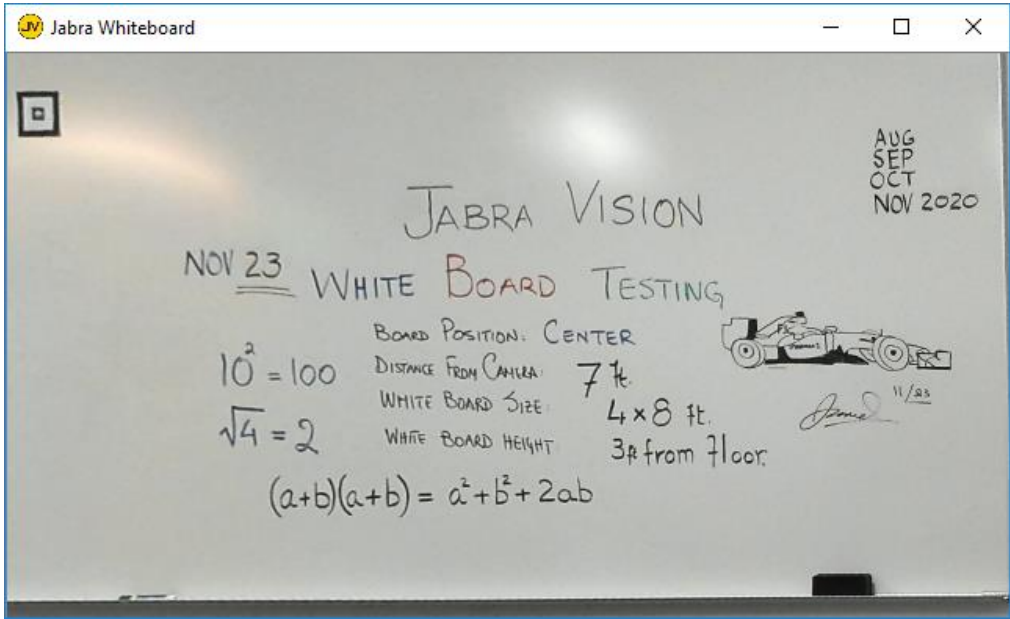 Jabra Whiteboard
AUG
SEP
OCT
NOV 2020
JABRA VISION
NOV 23
WHITE BOARD TESTING
BOARD POSITION: CENTER
10² = 100
DISTANCE FROM CAMERA: 7 ft.
WHITE BOARD SIZE: 4 x 8 ft.
√4 = 2
WHITE BOARD HEIGHT 3ft from floor.
11/23
(a+b)(a+b) = a² + b² + 2ab